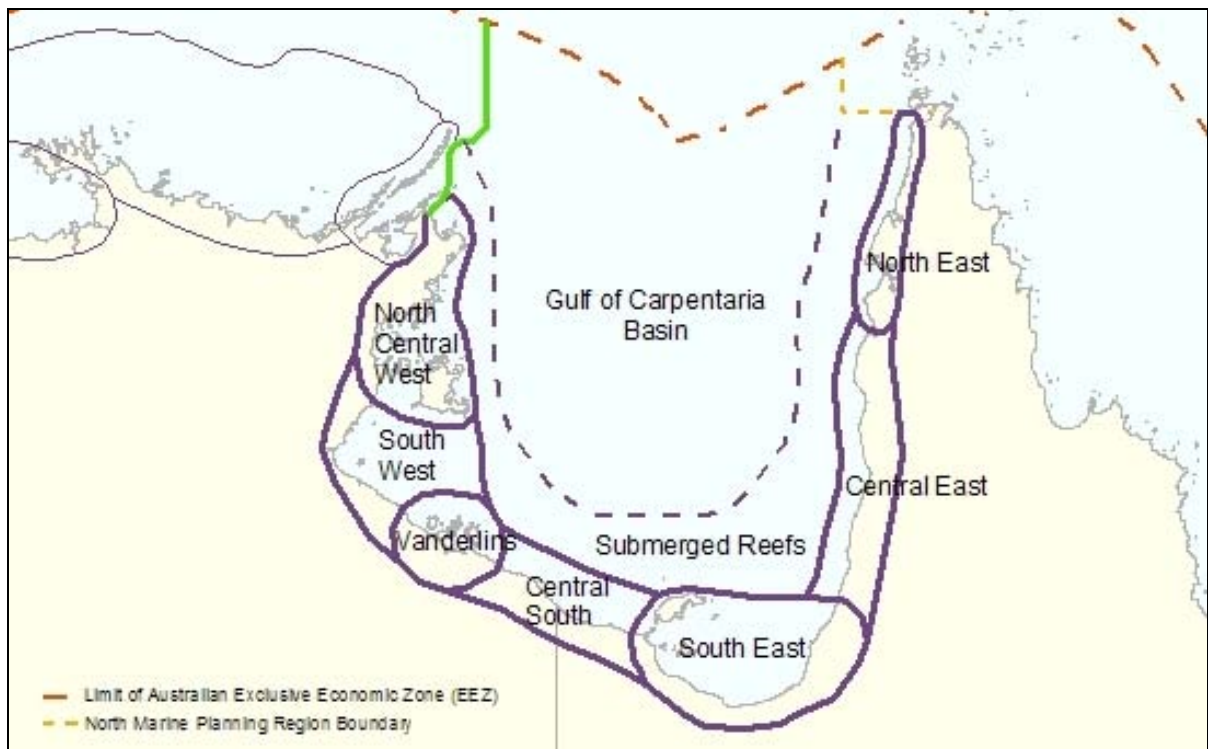 North East
Gulf of Carpentaria
Basin
North
Central
West
South
West
Central East
Vanderlins
Submerged Reefs
Central
South
South East
Limit of Australian Exclusive Economic Zone (EEZ)
North Marine Planning Region Boundary